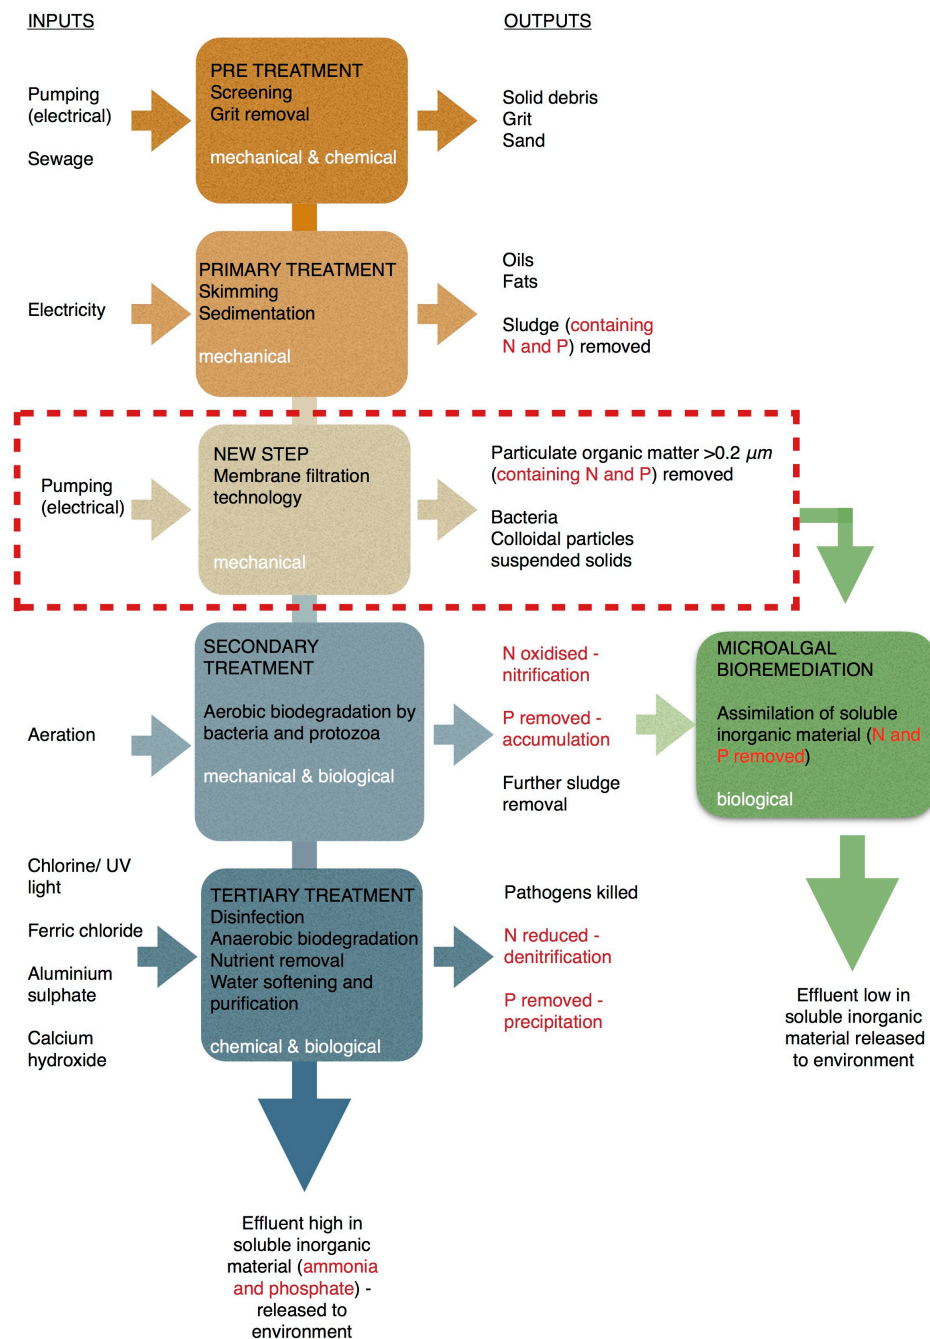 INPUTS
OUTPUTS
PRE TREATMENT
Screening
Grit removal
mechanical & chemical
Pumping
(electrical)
Sewage
Solid debris
Grit
Sand
PRIMARY TREATMENT
Skimming
Sedimentation
mechanical
Electricity
Oils
Fats
Sludge (containing
N and P) removed
NEW STEP
Membrane filtration
technology
mechanical
Pumping
(electrical)
Particulate organic matter >0.2 μm
(containing N and P) removed
Bacteria
Colloidal particles
suspended solids
SECONDARY
TREATMENT
Aerobic biodegradation by
bacteria and protozoa
mechanical & biological
Aeration
N oxidised -
nitrification
P removed -
accumulation
Further sludge
removal
MICROALGAL
BIOREMEDIATION
Assimilation of soluble
inorganic material (N and
P removed)
biological
Chlorine/ UV
light
Ferric chloride
Aluminium
sulphate
Calcium
hydroxide
TERTIARY TREATMENT
Disinfection
Anaerobic biodegradation
Nutrient removal
Water softening and
purification
chemical & biological
Pathogens killed
N reduced -
denitrification
P removed -
precipitation
Effluent low in
soluble inorganic
material released
to environment
Effluent high in
soluble inorganic
material (ammonia
and phosphate) -
released to
environment